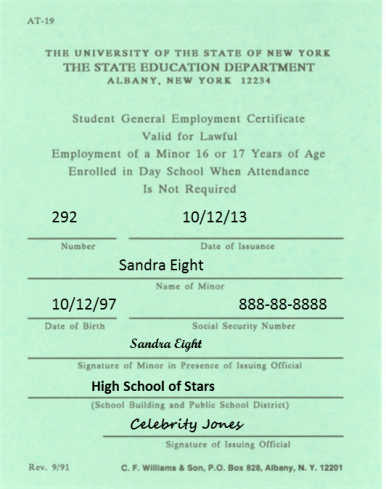 AT-19
THE UNIVERSITY OF THE STATE OF NEW YORK
THE STATE EDUCATION DEPARTMENT
ALBANY, NEW YORK 12234
Student General Employment Certificate
Valid for Lawful
Employment of a Minor 16 or 17 Years of Age
Enrolled in Day School When Attendance
Is Not Required
292 10/12/13
Number Date of Issuance
Sandra Eight
Name of Minor
10/12/97 888-88-8888
Date of Birth Social Security Number
Sandra Eight
Signature of Minor in Presence of Issuing Official
High School of Stars
(School Building and Public School District)
Celebrity Jones
Signature of Issuing Official
Rev. 9/91 C. F. Williams & Son, P.O. Box 828, Albany, N. Y. 12201